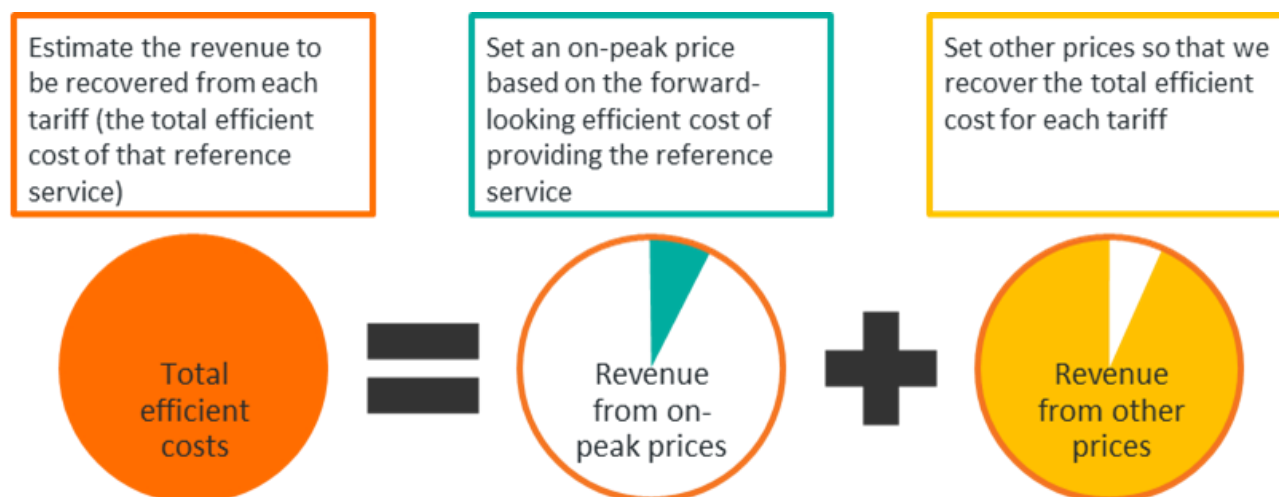 Estimate the revenue to
be recovered from each
tariff (the total efficient
cost of that reference
service)
Set an on-peak price
based on the forward-
looking efficient cost of
providing the reference
service
Set other prices so that we
recover the total efficient
cost for each tariff
Total
efficient
costs
Revenue
from on-
peak prices
Revenue
from other
prices